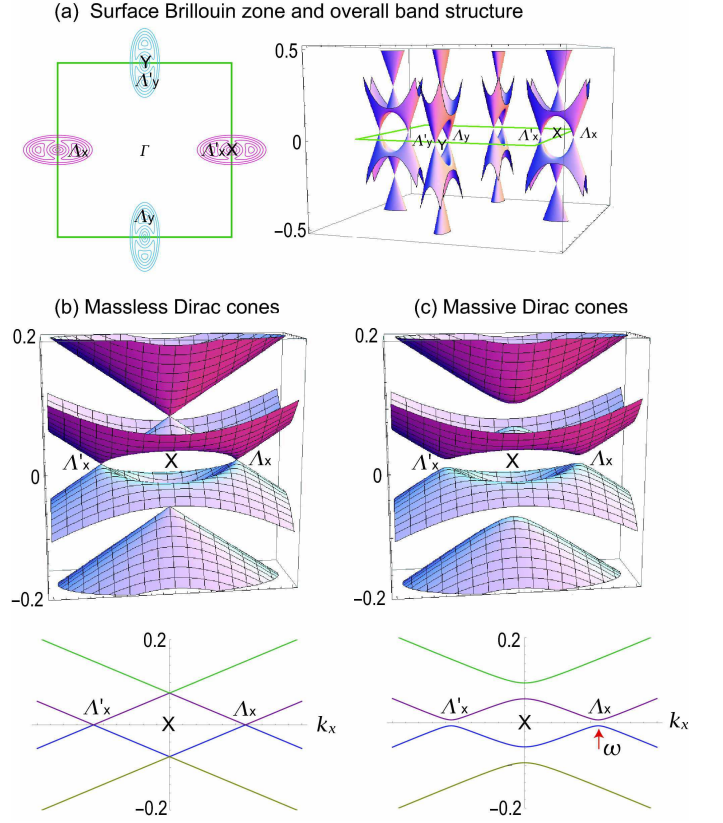 (a) Surface Brillouin zone and overall band structure
Y
Λ'y
Λx
Γ
Λ'x X
Λy
0.5
0
-0.5
Λ'y Y Λy Λ'x X Λx
(b) Massless Dirac cones
0.2
0
-0.2
Λ'x X Λx
(c) Massive Dirac cones
0.2
0
-0.2
Λ'x X Λx
0.2
Λ'x X Λx kx
-0.2
0.2
Λ'x X Λx kx
ω
-0.2